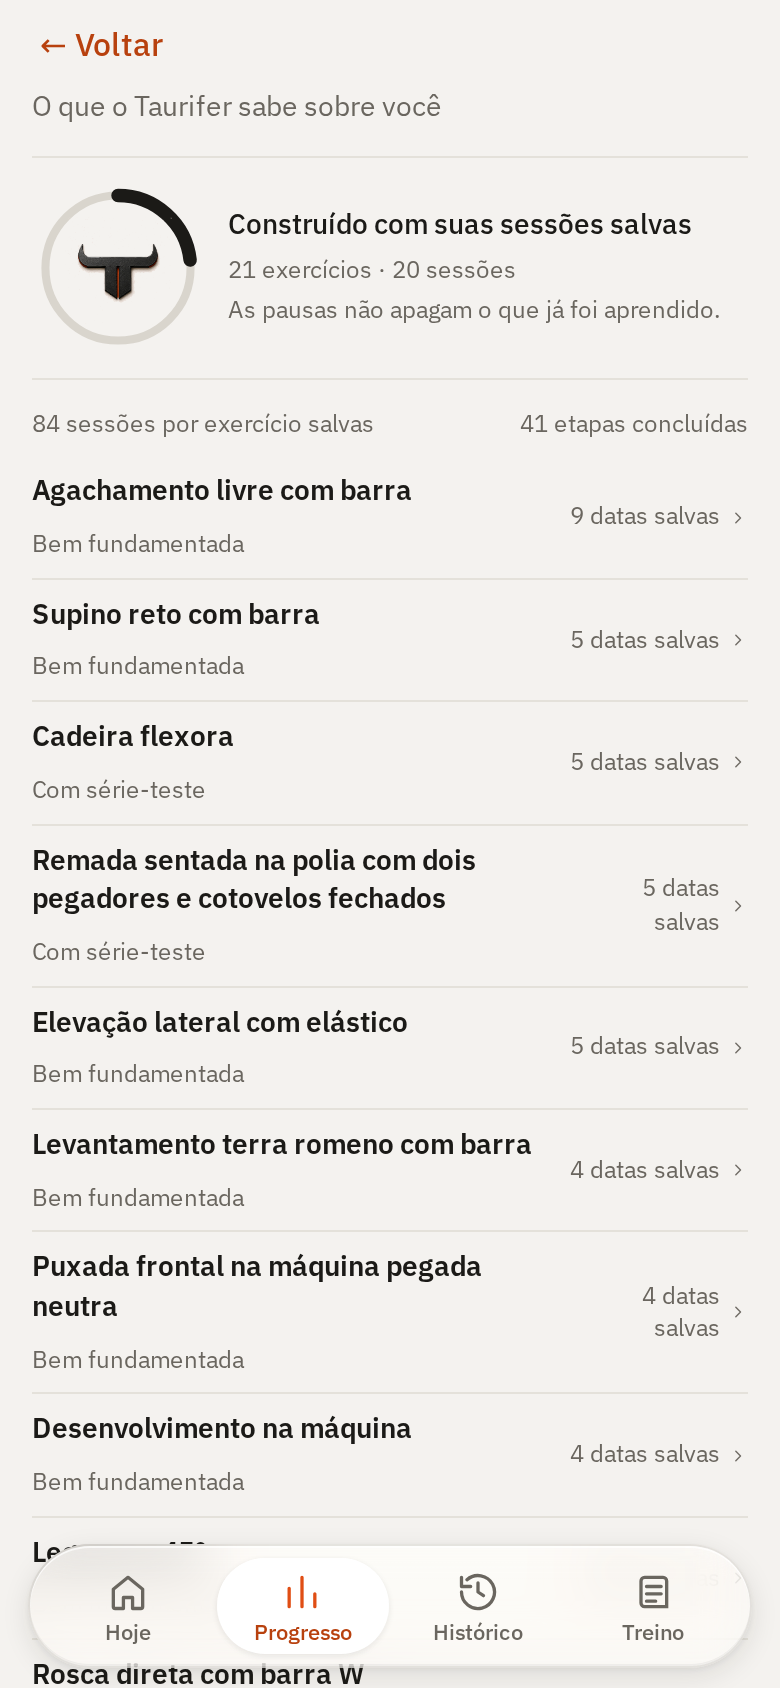 ← Voltar
O que o Taurifer sabe sobre você
Construído com suas sessões salvas
21 exercícios · 20 sessões
As pausas não apagam o que já foi aprendido.
84 sessões por exercício salvas
41 etapas concluídas
Agachamento livre com barra
9 datas salvas
Bem fundamentada
Supino reto com barra
5 datas salvas
Bem fundamentada
Cadeira flexora
5 datas salvas
Com série-teste
Remada sentada na polia com dois
pegadores e cotovelos fechados
5 datas
salvas
Com série-teste
Elevação lateral com elástico
5 datas salvas
Bem fundamentada
Levantamento terra romeno com barra
4 datas salvas
Bem fundamentada
Puxada frontal na máquina pegada
neutra
4 datas
salvas
Bem fundamentada
Desenvolvimento na máquina
4 datas salvas
Bem fundamentada
Hoje
Progresso
Histórico
Treino
Rosca direta com barra W